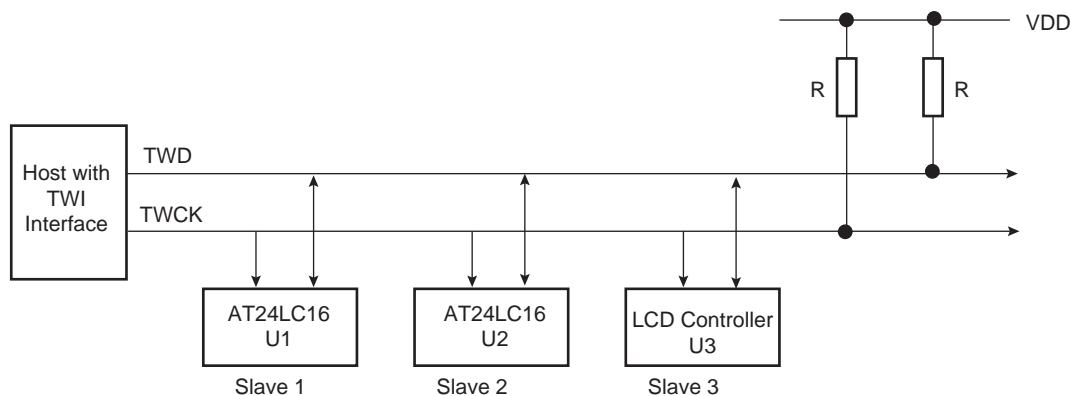 VDD
R
R
Host with
TWI
Interface
TWD
TWCK
AT24LC16
U1
AT24LC16
U2
LCD Controller
U3
Slave 1
Slave 2
Slave 3